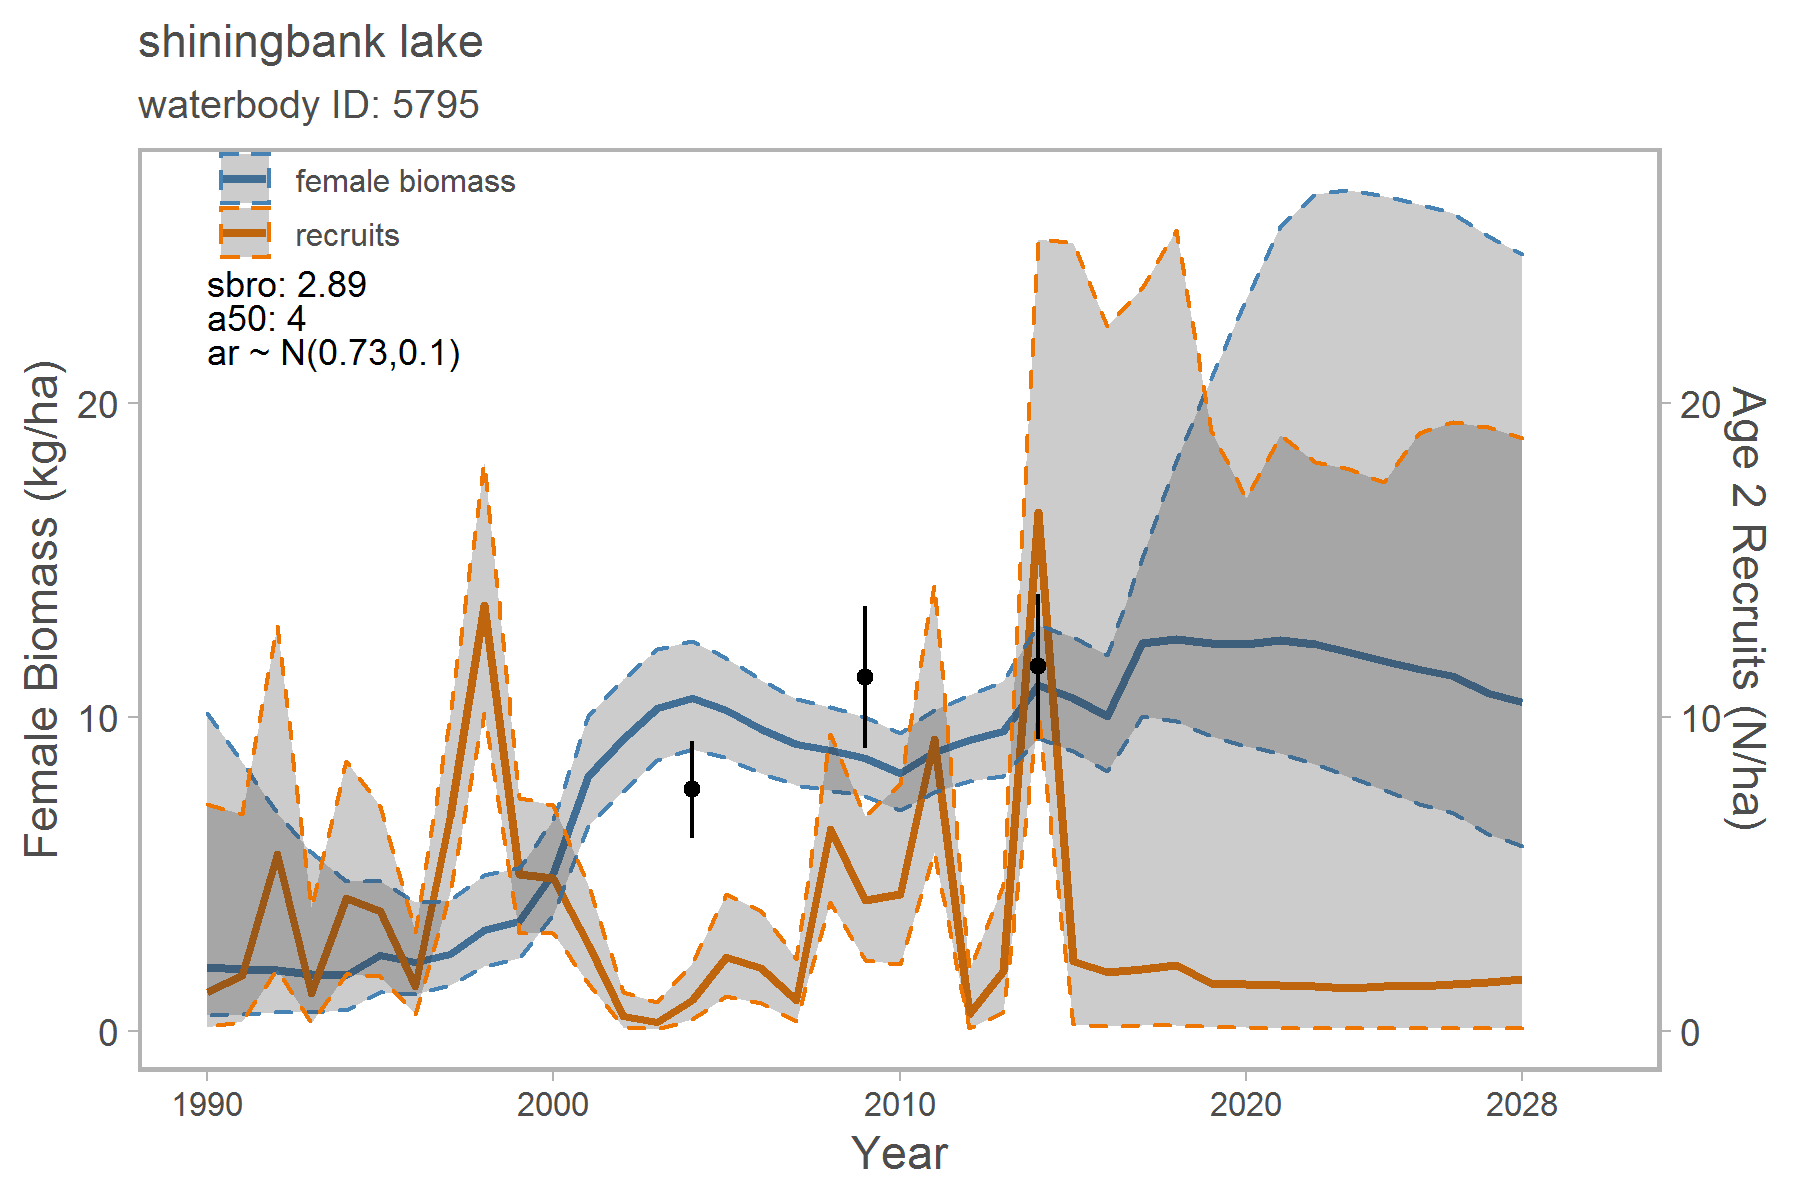 shiningbank lake
waterbody ID: 5795
female biomass
recruits
sbro: 2.89
a50: 4
ar ~ N(0.73,0.1)
Female Biomass (kg/ha)
20
10
0
Age 2 Recruits (N/ha)
20
10
0
1990
2000
2010
2020
2028
Year